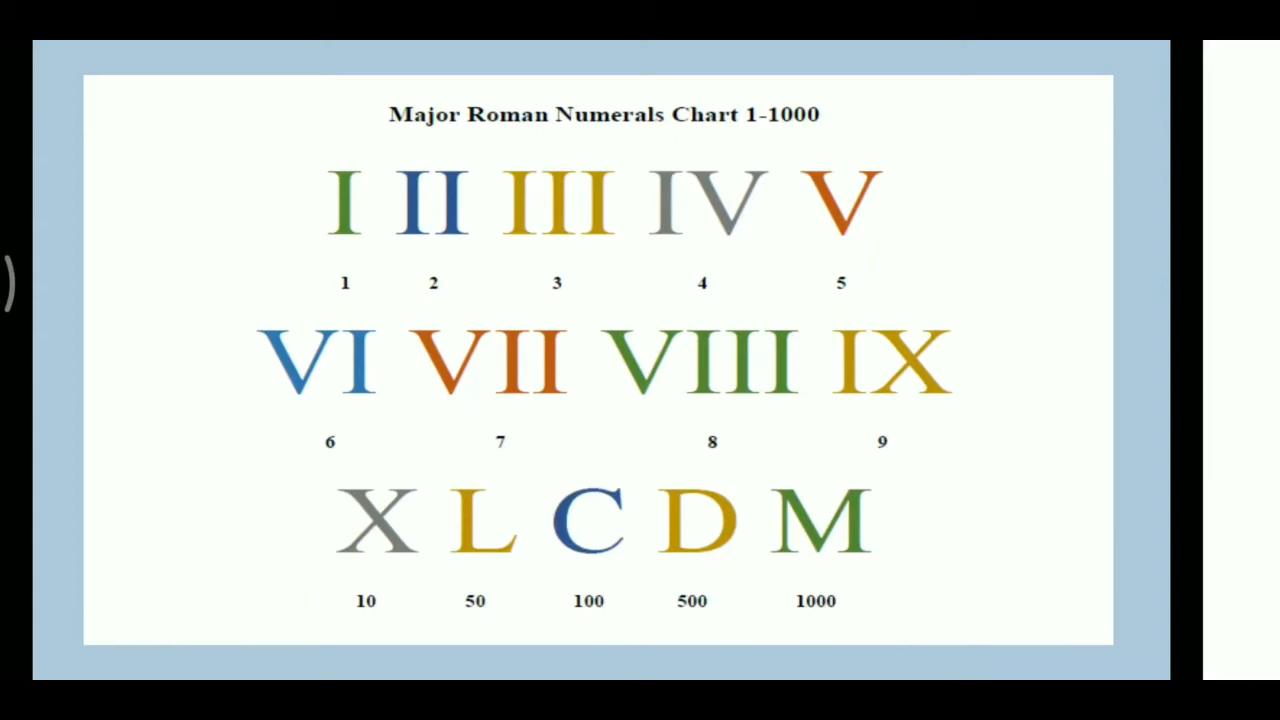 Major Roman Numerals Chart 1-1000
I II III IV V
1 2 3 4 5
VI VII VIII IX
6 7 8 9
X L C D M
10 50 100 500 1000